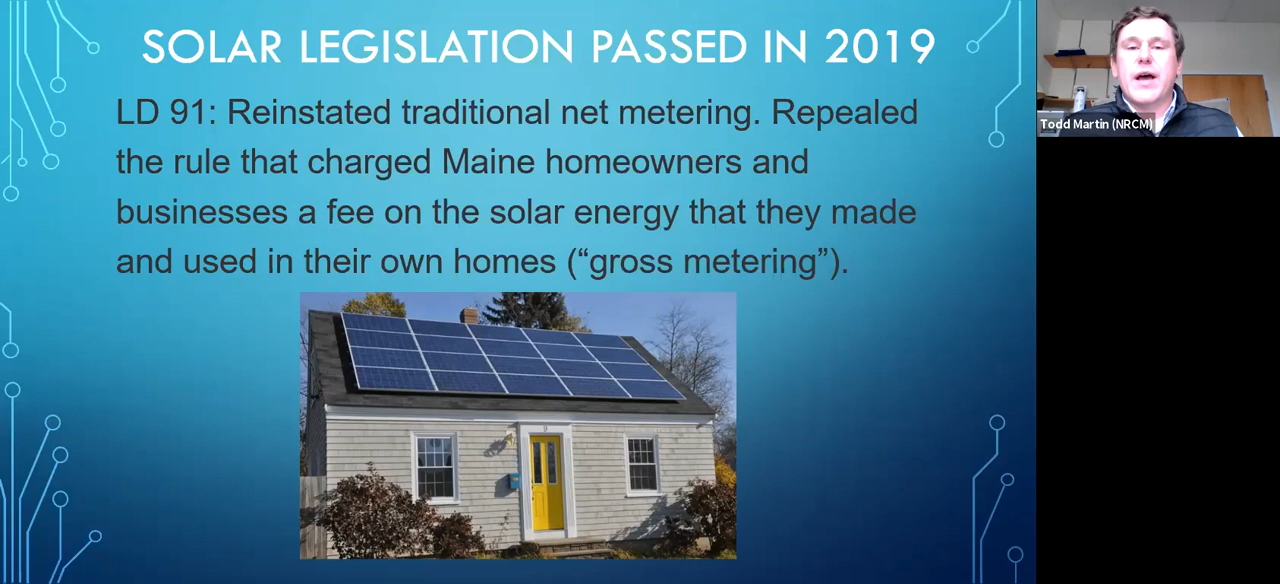 SOLAR LEGISLATION PASSED IN 2019
LD 91: Reinstated traditional net metering. Repealed
the rule that charged Maine homeowners and
businesses a fee on the solar energy that they made
and used in their own homes (“gross metering”).
Todd Martin (NRCM)
9